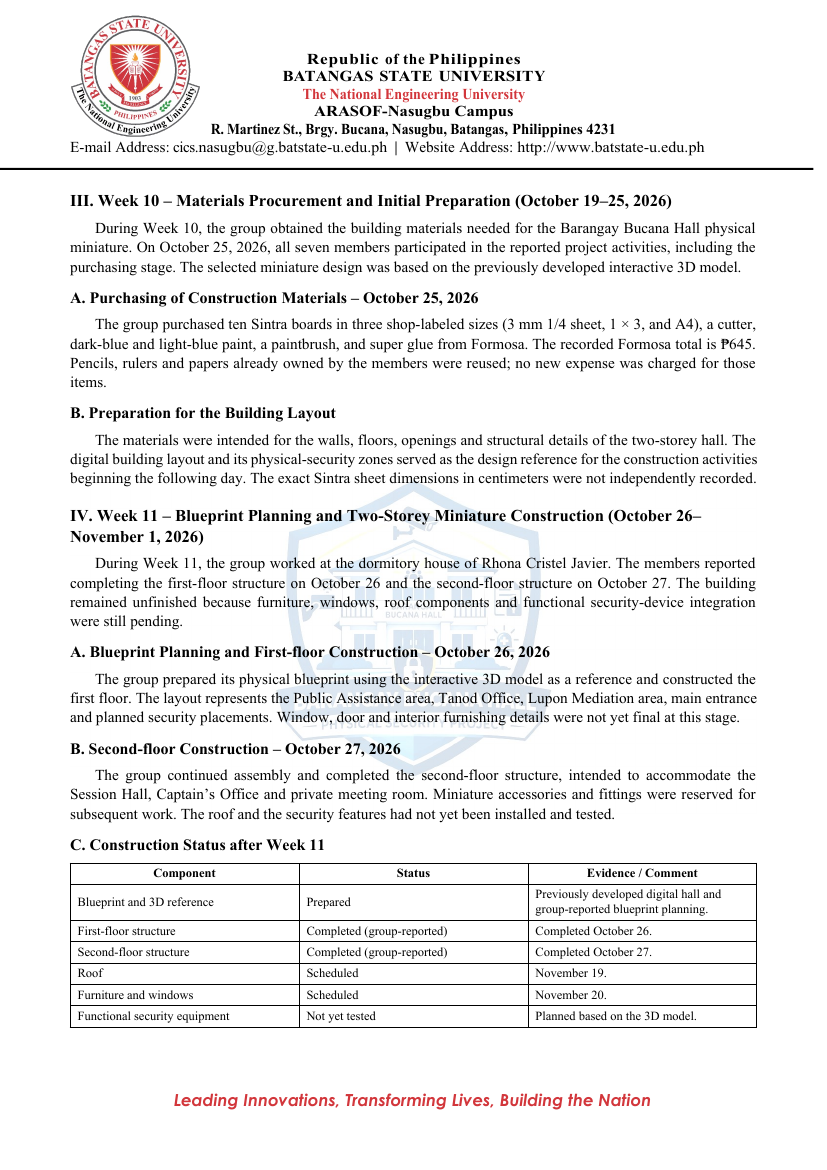 BATANGAS STATE UNIVERSITY
1903
PHILIPPINES
The National Engineering University
Republic of the Philippines
BATANGAS STATE UNIVERSITY
The National Engineering University
ARASOF-Nasugbu Campus
R. Martinez St., Brgy. Bucana, Nasugbu, Batangas, Philippines 4231
E-mail Address: cics.nasugbu@g.batstate-u.edu.ph | Website Address: http://www.batstate-u.edu.ph
III. Week 10 – Materials Procurement and Initial Preparation (October 19–25, 2026)
During Week 10, the group obtained the building materials needed for the Barangay Bucana Hall physical
miniature. On October 25, 2026, all seven members participated in the reported project activities, including the
purchasing stage. The selected miniature design was based on the previously developed interactive 3D model.
A. Purchasing of Construction Materials – October 25, 2026
The group purchased ten Sintra boards in three shop-labeled sizes (3 mm 1/4 sheet, 1 × 3, and A4), a cutter,
dark-blue and light-blue paint, a paintbrush, and super glue from Formosa. The recorded Formosa total is ₱645.
Pencils, rulers and papers already owned by the members were reused; no new expense was charged for those
items.
B. Preparation for the Building Layout
The materials were intended for the walls, floors, openings and structural details of the two-storey hall. The
digital building layout and its physical-security zones served as the design reference for the construction activities
beginning the following day. The exact Sintra sheet dimensions in centimeters were not independently recorded.
IV. Week 11 – Blueprint Planning and Two-Storey Miniature Construction (October 26–
November 1, 2026)
During Week 11, the group worked at the dormitory house of Rhona Cristel Javier. The members reported
completing the first-floor structure on October 26 and the second-floor structure on October 27. The building
remained unfinished because furniture, windows, roof components and functional security-device integration
were still pending.
BUCANA HALL
A. Blueprint Planning and First-floor Construction – October 26, 2026
The group prepared its physical blueprint using the interactive 3D model as a reference and constructed the
first floor. The layout represents the Public Assistance area, Tanod Office, Lupon Mediation area, main entrance
and planned security placements. Window, door and interior furnishing details were not yet final at this stage.
PHYSICAL SECURITY PROJECT
B. Second-floor Construction – October 27, 2026
The group continued assembly and completed the second-floor structure, intended to accommodate the
Session Hall, Captain’s Office and private meeting room. Miniature accessories and fittings were reserved for
subsequent work. The roof and the security features had not yet been installed and tested.
C. Construction Status after Week 11
Component Status Evidence / Comment
Blueprint and 3D reference Prepared Previously developed digital hall and
group-reported blueprint planning.
First-floor structure Completed (group-reported) Completed October 26.
Second-floor structure Completed (group-reported) Completed October 27.
Roof Scheduled November 19.
Furniture and windows Scheduled November 20.
Functional security equipment Not yet tested Planned based on the 3D model.
Leading Innovations, Transforming Lives, Building the Nation